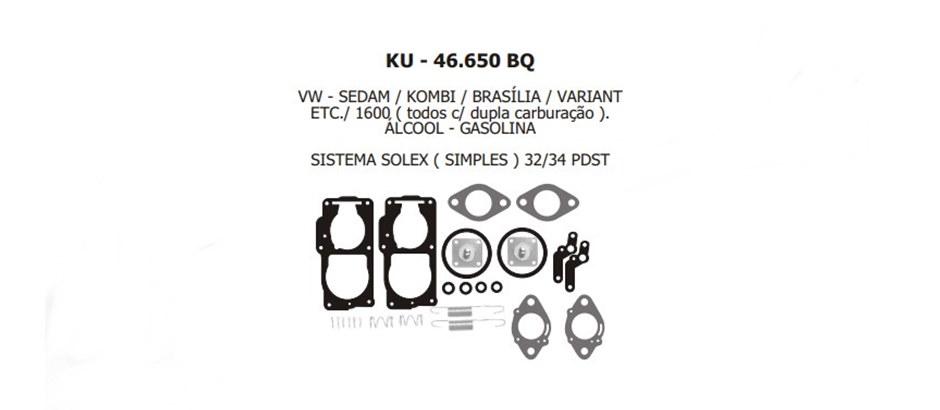 KU - 46.650 BQ
VW - SEDAM / KOMBI / BRASÍLIA / VARIANT
ETC./ 1600 ( todos c/ dupla carburação ).
ÁLCOOL - GASOLINA
SISTEMA SOLEX ( SIMPLES ) 32/34 PDST